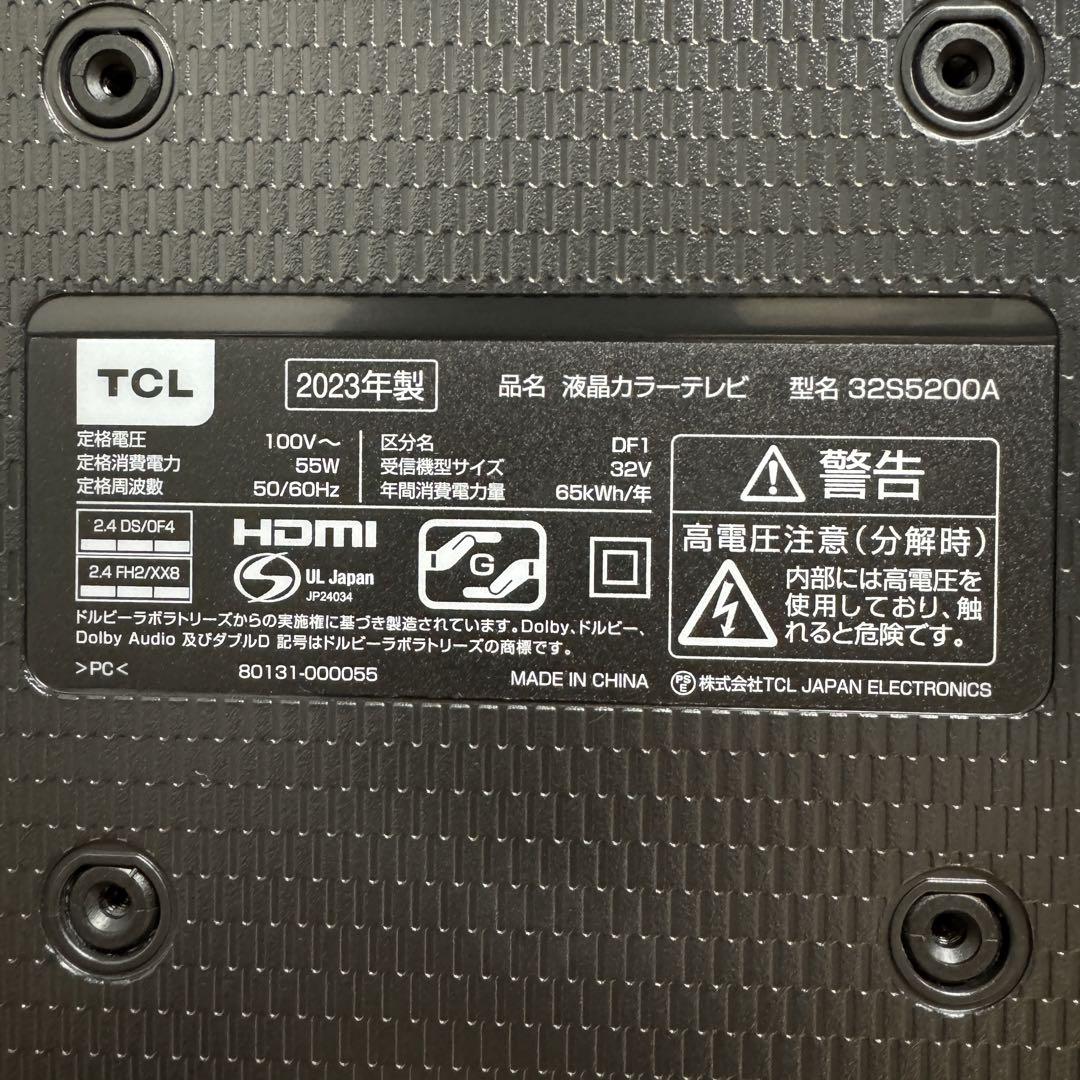 TCL
2023年製
品名 液晶カラーテレビ 型名 32S5200A
定格電圧 100V～
定格消費電力 55W
定格周波数 50/60Hz
区分名 DF1
受信機型サイズ 32V
年間消費電力量 65kWh/年
2.4 DS/OF4
2.4 FH2/XX8
HDMI
S
UL Japan
JP24034
G
ドルビーラボラトリーズからの実施権に基づき製造されています。Dolby、ドルビー、
Dolby Audio 及びダブルD 記号はドルビーラボラトリーズの商標です。
>PC< 80131-000055 MADE IN CHINA
警告
高電圧注意(分解時)
内部には高電圧を
使用しており、触
れると危険です。
PSE 株式会社TCL JAPAN ELECTRONICS